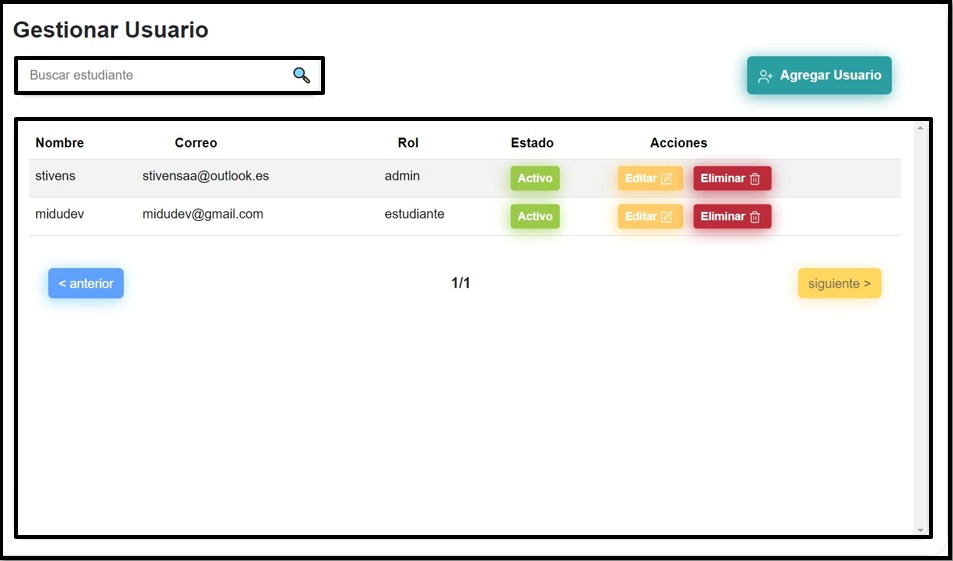 Gestionar Usuario
Buscar estudiante
Agregar Usuario
Nombre Correo Rol Estado Acciones
stivens stivensaa@outlook.es admin Activo Editar Eliminar
midudev midudev@gmail.com estudiante Activo Editar Eliminar
< anterior 1/1 siguiente >